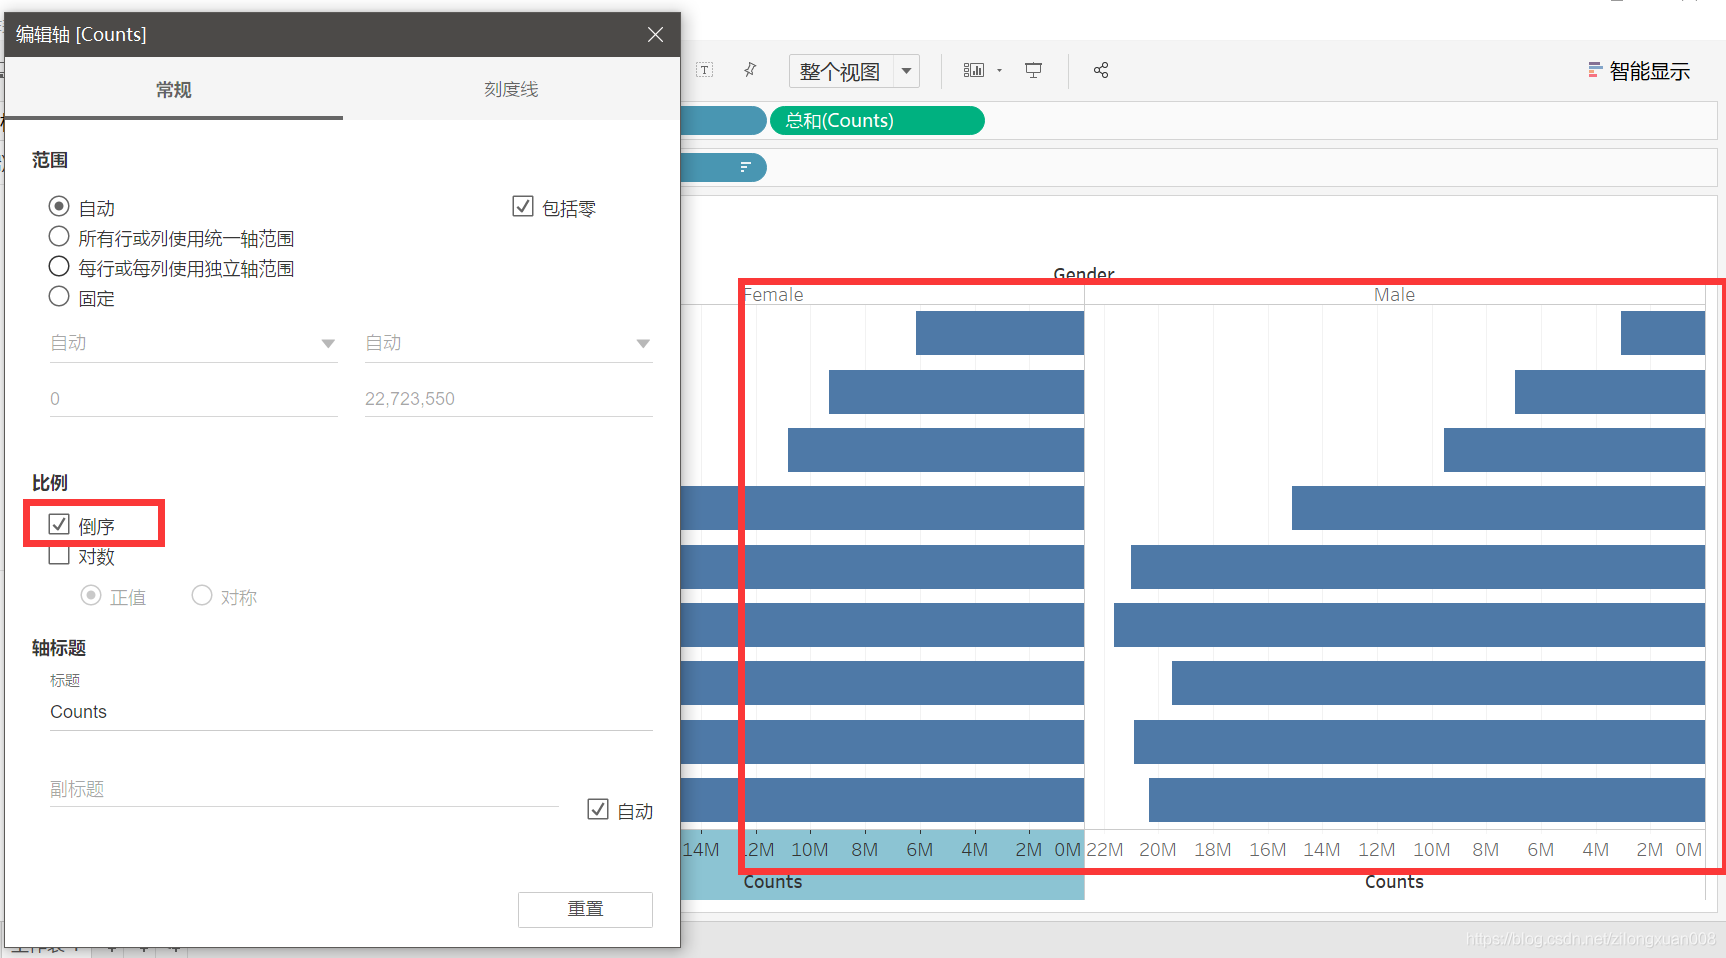 编辑轴 [Counts]
常规
刻度线
范围
自动
包括零
所有行或列使用统一轴范围
每行或每列使用独立轴范围
固定
自动
自动
0
22,723,550
比例
倒序
对数
正值
对称
轴标题
标题
Counts
副标题
自动
重置
整个视图
智能显示
总和(Counts)
Gender
Female
Male
14M 12M 10M 8M 6M 4M 2M 0M 22M 20M 18M 16M 14M 12M 10M 8M 6M 4M 2M 0M
Counts
Counts
https://blog.csdn.net/zilongxuan008